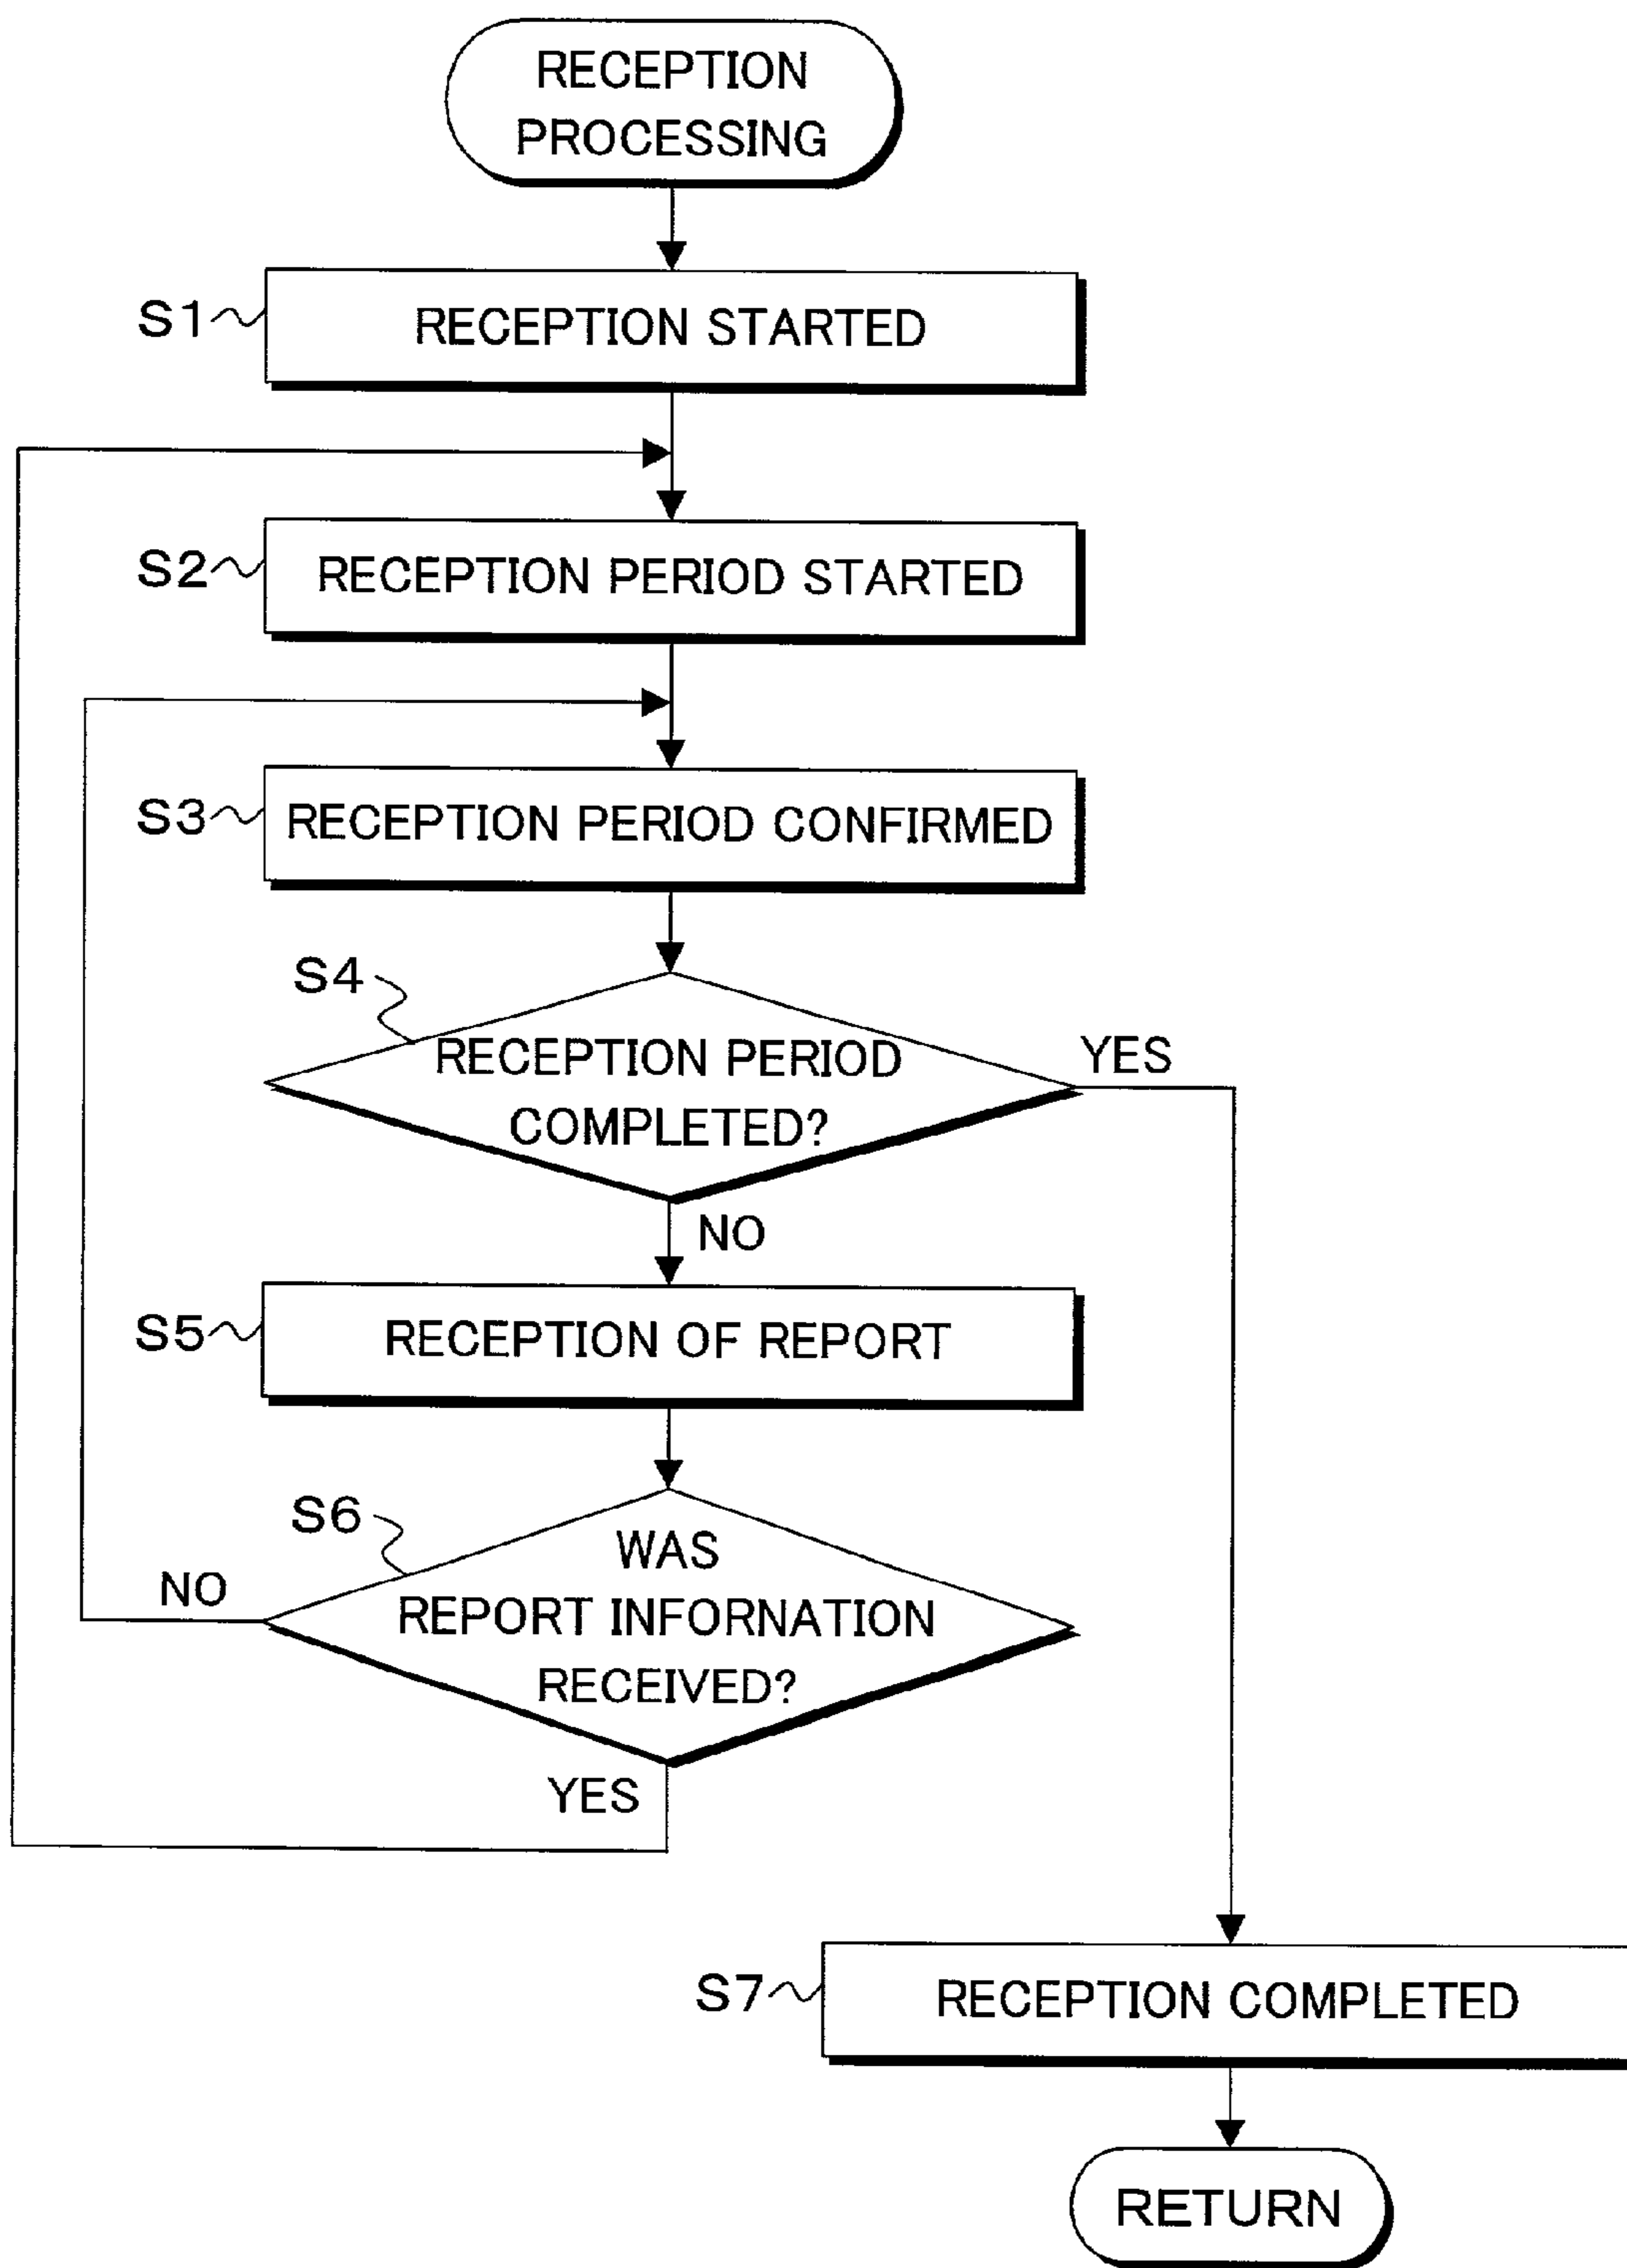 RECEPTION
PROCESSING
S1
RECEPTION STARTED
S2
RECEPTION PERIOD STARTED
S3
RECEPTION PERIOD CONFIRMED
S4
RECEPTION PERIOD
COMPLETED?
YES
NO
S5
RECEPTION OF REPORT
S6
WAS
REPORT INFORNATION
RECEIVED?
NO
YES
S7
RECEPTION COMPLETED
RETURN